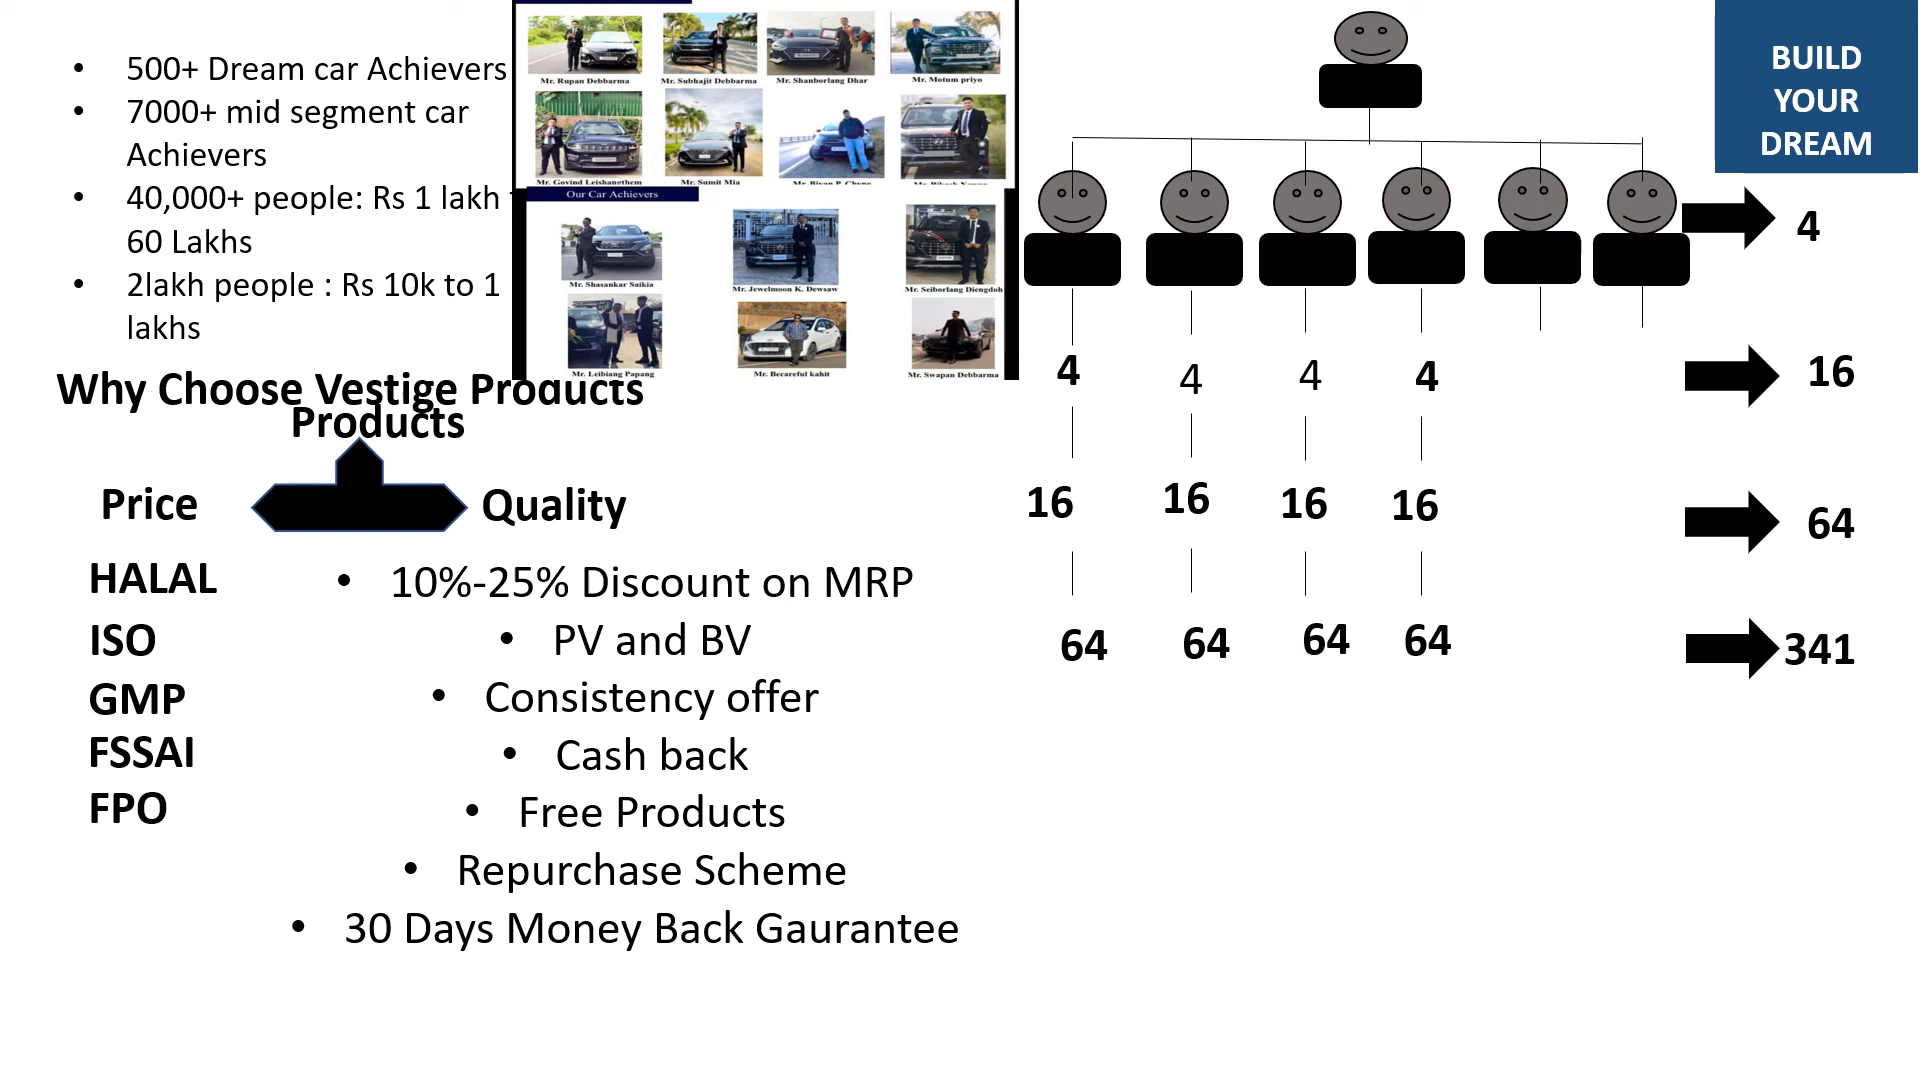 500+ Dream car Achievers
7000+ mid segment car
Achievers
40,000+ people: Rs 1 lakh
60 Lakhs
2lakh people : Rs 10k to 1
lakhs
Mr. Rupan Debbarma
Mr. Subhajit Debbarma
Mr. Shanborlang Dhar
Mr. Motum priyo
Mr. Govind Leishangthem
Mr. Sumit Mia
Our Car Achievers
Mr. Shasankar Saikia
Mr. Jewelmoon K. Dewsaw
Mr. Seiborlang Diengdoh
Mr. Leibiang Papang
Mr. Becareful kahit
Mr. Swapan Debbarma
BUILD
YOUR
DREAM
4
4 4 4 4 16
16 16 16 16 64
64 64 64 64 341
Why Choose Vestige Products
Products
Price
Quality
HALAL
ISO
GMP
FSSAI
FPO
10%-25% Discount on MRP
PV and BV
Consistency offer
Cash back
Free Products
Repurchase Scheme
30 Days Money Back Gaurantee